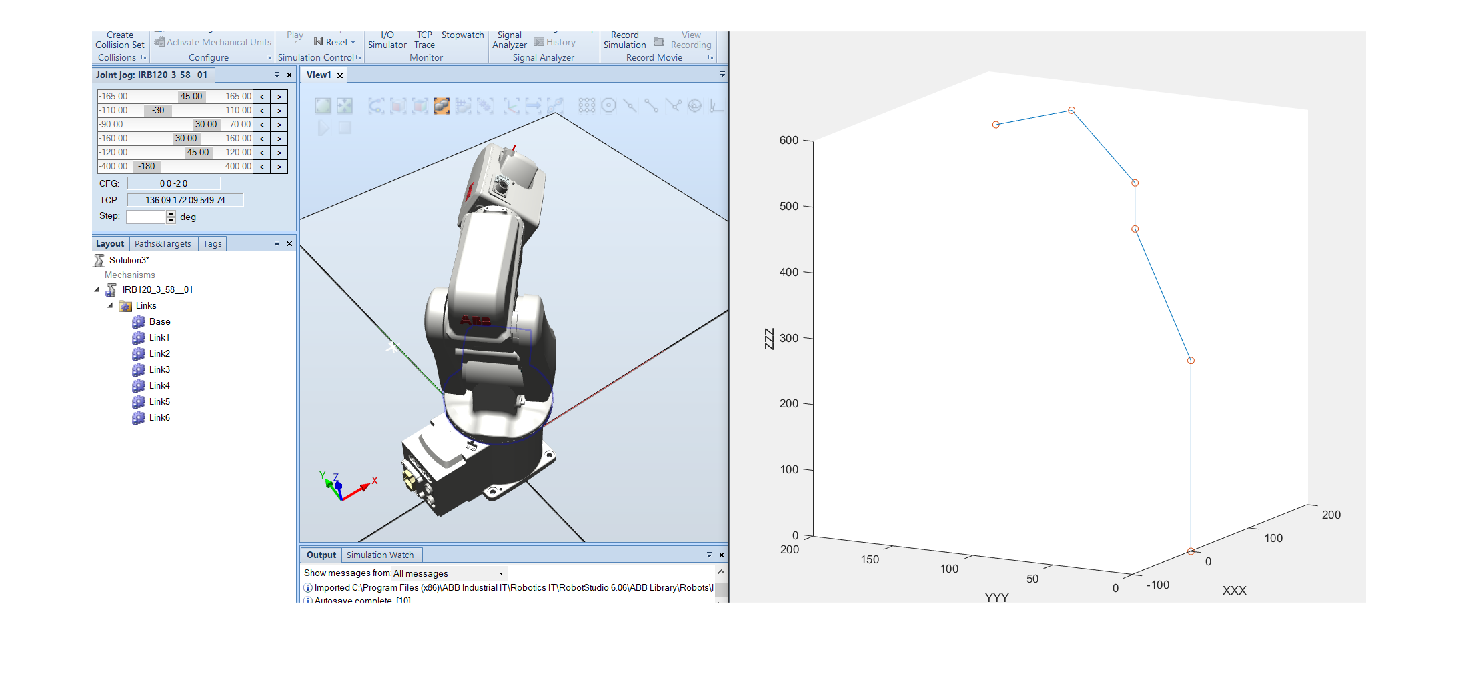 Create Play I/O TCP Stopwatch Signal Record View
Collision Set Activate Mechanical Units Reset Simulator Trace Analyzer History Simulation Recording
Collisions Configure Simulation Control Monitor Signal Analyzer Record Movie
Joint jog: IRB120_3_58__01
View1
-165.00 45.00 165.00 < >
-110.00 -30 110.00 < >
-90.00 30.00 70.00 < >
-160.00 30.00 160.00 < >
-120.00 45.00 120.00 < >
-400.00 -180 400.00 < >
CFG: 0 0 -2 0
TCP: 136.09 172.09 549.74
Step: deg
Layout Paths&Targets Tags
Solution3*
Mechanisms
IRB120_3_58__01
Links
Base
Link1
Link2
Link3
Link4
Link5
Link6
ABB
Y Z X
Output Simulation Watch
Show messages from: All messages
Imported C:\Program Files (x86)\ABB Industrial IT\Robotics IT\RobotStudio 6.06\ABB Library\Robots\I
Autosave complete. [10]
600
500
400
300
200
100
0
ZZZ
200
150
100
50
0
YYY
-100
0
100
200
XXX